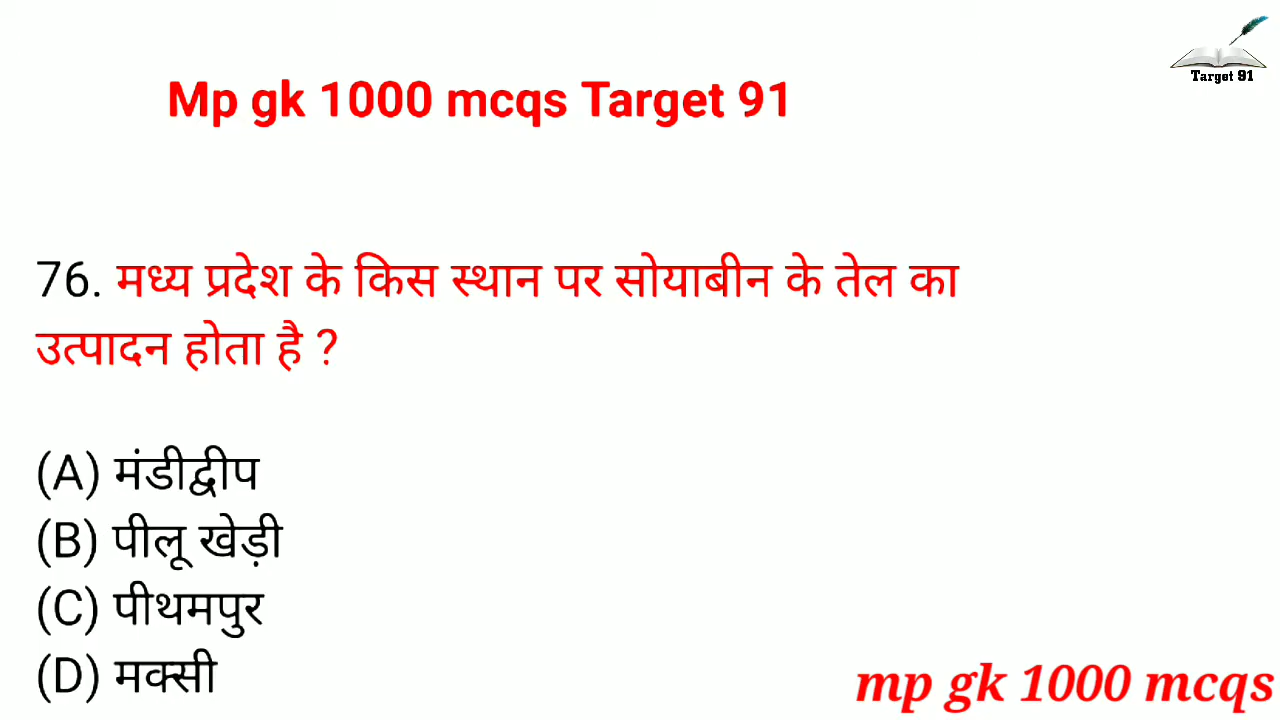 Target 91
Mp gk 1000 mcqs Target 91
76. मध्य प्रदेश के किस स्थान पर सोयाबीन के तेल का
उत्पादन होता है ?
(A) मंडीद्वीप
(B) पीलू खेड़ी
(C) पीथमपुर
(D) मक्सी
mp gk 1000 mcqs